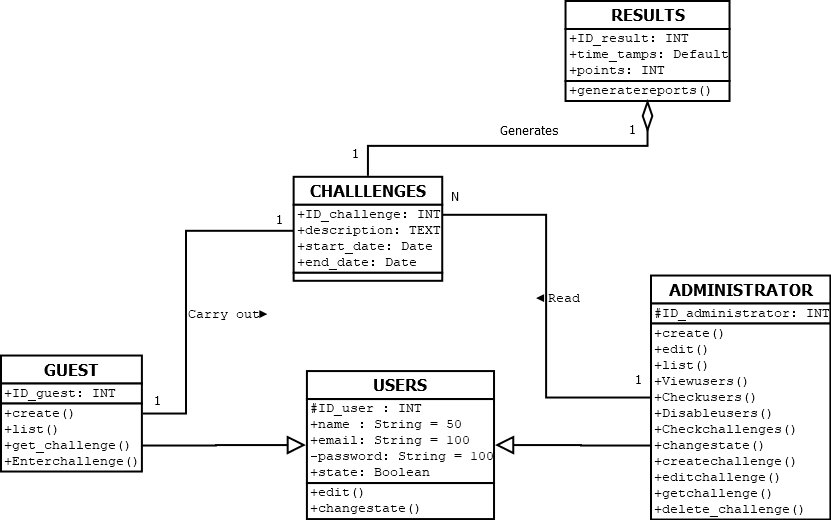 RESULTS
+ID_result: INT
+time_tamps: Default
+points: INT
+generatereports()
Generates
1
1
CHALLLENGES
+ID_challenge: INT
+description: TEXT
+start_date: Date
+end_date: Date
N
1
Carry out►
◄Read
ADMINISTRATOR
#ID_administrator: INT
+create()
+edit()
+list()
+Viewusers()
+Checkusers()
+Disableusers()
+Checkchallenges()
+changestate()
+createchallenge()
+editchallenge()
+getchallenge()
+delete_challenge()
1
GUEST
+ID_guest: INT
+create()
+list()
+get_challenge()
+Enterchallenge()
1
USERS
#ID_user : INT
+name : String = 50
+email: String = 100
-password: String = 100
+state: Boolean
+edit()
+changestate()